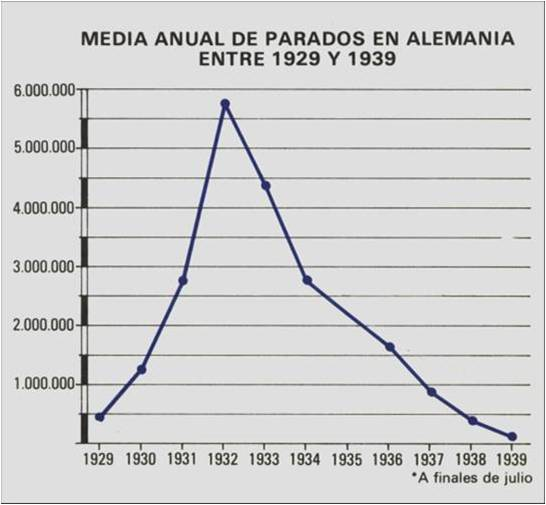 MEDIA ANUAL DE PARADOS EN ALEMANIA
ENTRE 1929 Y 1939
6.000.000
5.000.000
4.000.000
3.000.000
2.000.000
1.000.000
1929 1930 1931 1932 1933 1934 1935 1936 1937 1938 1939
*A finales de julio